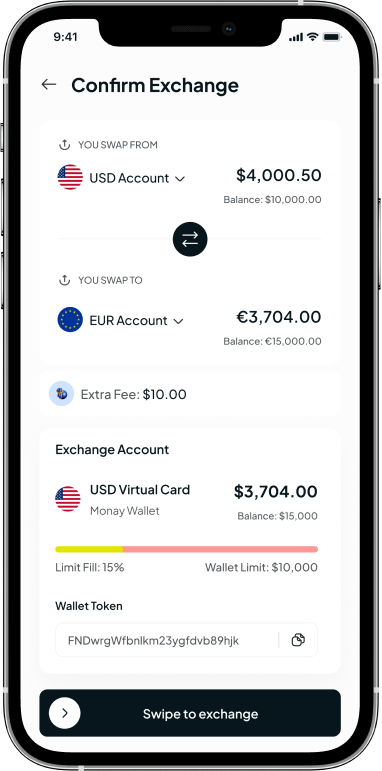 9:41
Confirm Exchange
YOU SWAP FROM
USD Account $4,000.50
Balance: $10,000.00
YOU SWAP TO
EUR Account €3,704.00
Balance: €15,000.00
Extra Fee: $10.00
Exchange Account
USD Virtual Card $3,704.00
Monay Wallet Balance: $15,000
Limit Fill: 15% Wallet Limit: $10,000
Wallet Token
FNDwrgWfbnlkm23ygfdvb89hjk
Swipe to exchange